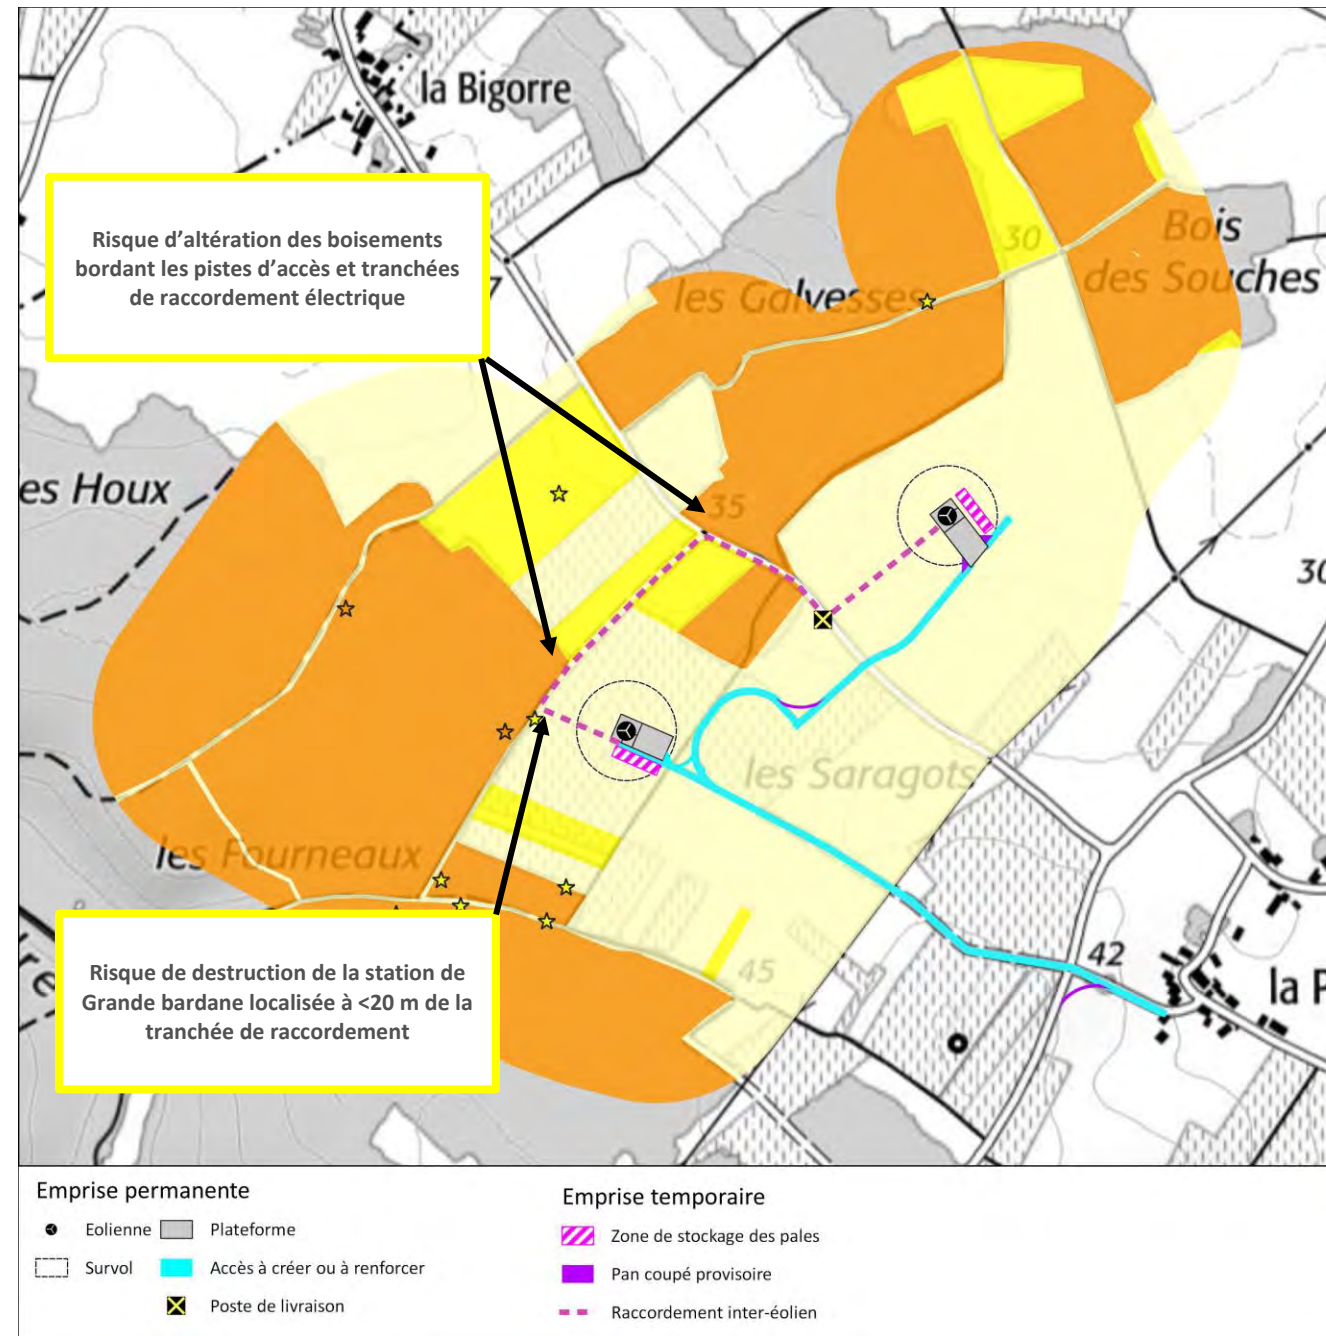 la Bigorre
Risque d’altération des boisements
bordant les pistes d’accès et tranchées
de raccordement électrique
7
30
Bois
des Souches
les Galvesses
es Houx
35
30
les Saragots
les Fourneaux
Risque de destruction de la station de
Grande bardane localisée à <20 m de la
tranchée de raccordement
45
42
la P
re
Emprise permanente
Eolienne
Plateforme
Survol
Accès à créer ou à renforcer
Poste de livraison
Emprise temporaire
Zone de stockage des pales
Pan coupé provisoire
Raccordement inter-éolien